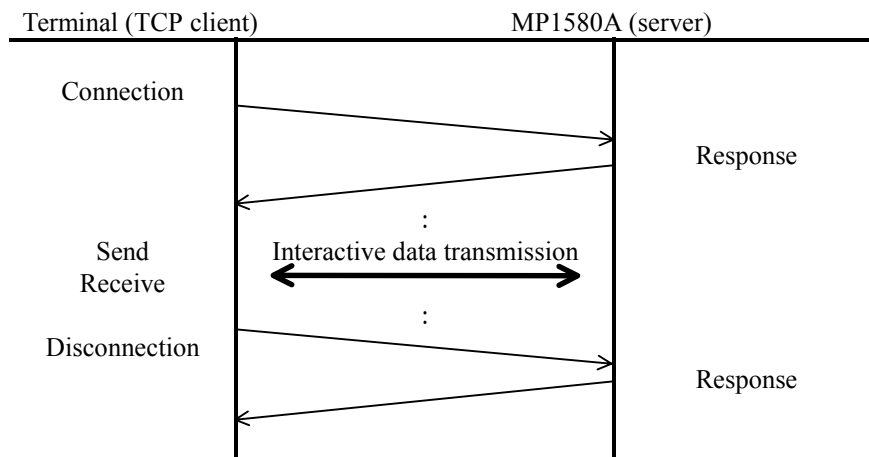 Terminal (TCP client)
MP1580A (server)
Connection
Response
:
Send
Receive
Interactive data transmission
:
Disconnection
Response